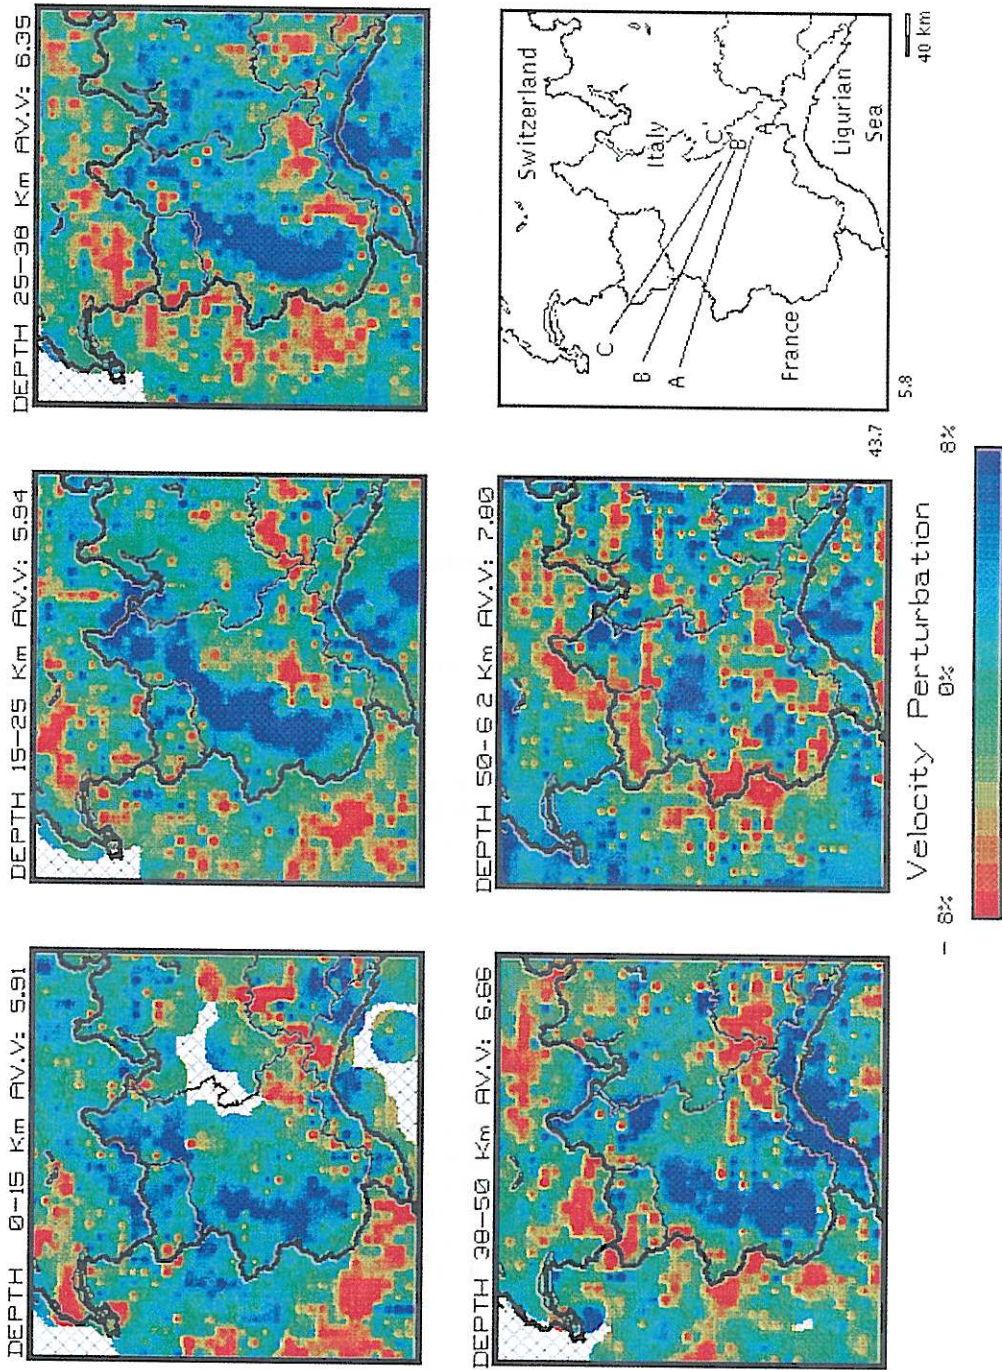 DEPTH 0-15 Km AV.V: 5.91
DEPTH 15-25 Km AV.V: 5.94
DEPTH 25-38 Km AV.V: 6.35
DEPTH 38-50 Km AV.V: 6.66
DEPTH 50-62 Km AV.V: 7.80
Switzerland
Italy
C
C'
B
B'
A
A'
France
Ligurian
Sea
43.7
5.8
40 km
Velocity Perturbation
- 8%
0%
8%